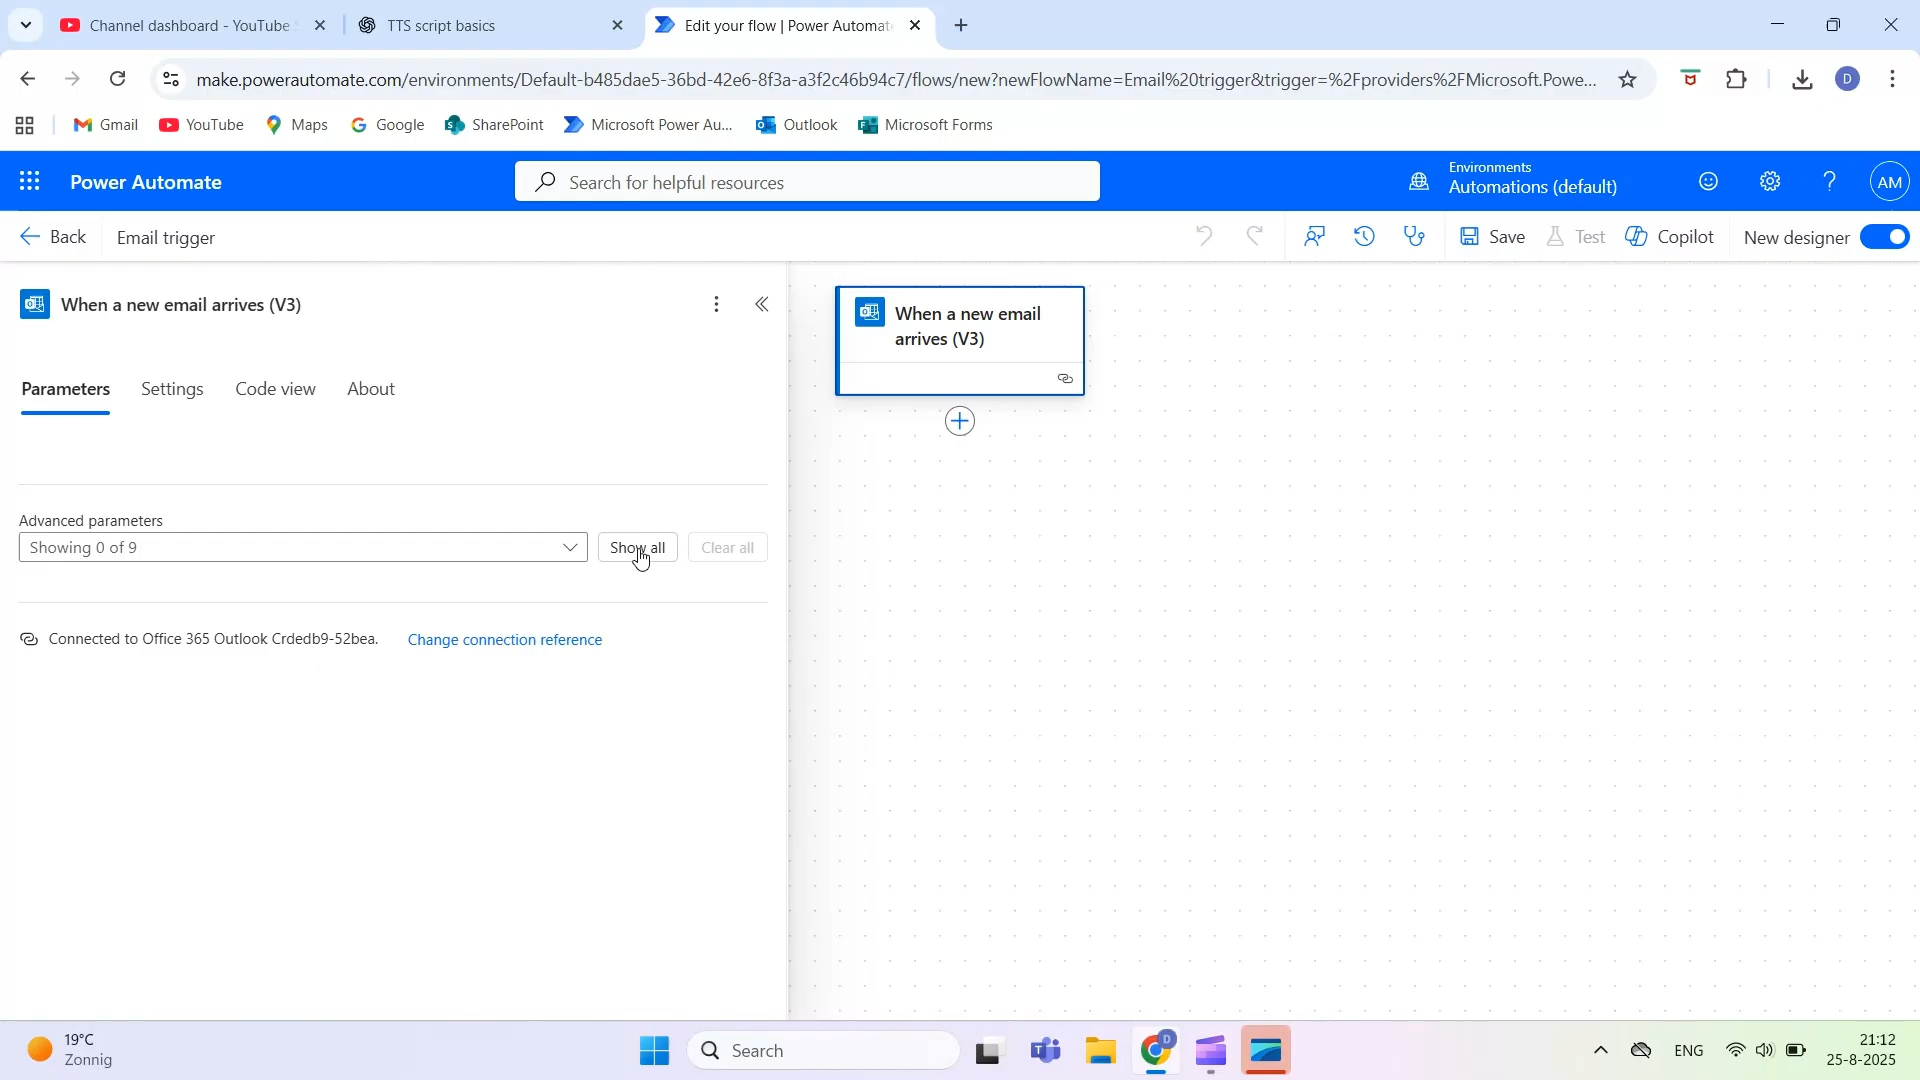 Channel dashboard - YouTube S
TTS script basics
Edit your flow | Power Automate
make.powerautomate.com/environments/Default-b485dae5-36bd-42e6-8f3a-a3f2c46b94c7/flows/new?newFlowName=Email%20trigger&trigger=%2Fproviders%2FMicrosoft.Powe...
D
Gmail
YouTube
Maps
Google
SharePoint
Microsoft Power Au...
Outlook
Microsoft Forms
Power Automate
Search for helpful resources
Environments
Automations (default)
AM
Back
Email trigger
Save
Test
Copilot
New designer
When a new email arrives (V3)
Parameters
Settings
Code view
About
Advanced parameters
Showing 0 of 9
Show all
Clear all
Connected to Office 365 Outlook Crdedb9-52bea.
Change connection reference
When a new email
arrives (V3)
19°C
Zonnig
Search
D
ENG
21:12
25-8-2025